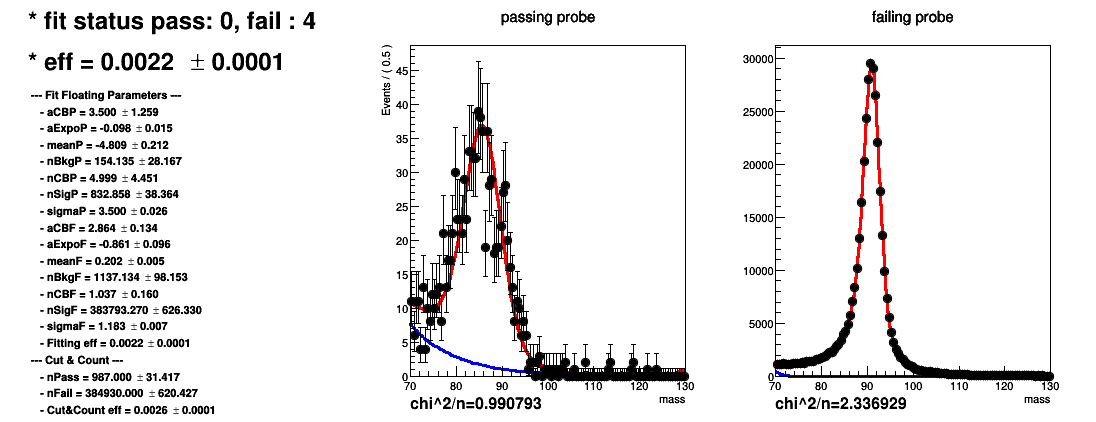 * fit status pass: 0, fail : 4
* eff = 0.0022 ± 0.0001
--- Fit Floating Parameters ---
- aCBP = 3.500 ± 1.259
- aExpoP = -0.098 ± 0.015
- meanP = -4.809 ± 0.212
- nBkgP = 154.135 ± 28.167
- nCBP = 4.999 ± 4.451
- nSigP = 832.858 ± 38.364
- sigmaP = 3.500 ± 0.026
- aCBF = 2.864 ± 0.134
- aExpoF = -0.861 ± 0.096
- meanF = 0.202 ± 0.005
- nBkgF = 1137.134 ± 98.153
- nCBF = 1.037 ± 0.160
- nSigF = 383793.270 ± 626.330
- sigmaF = 1.183 ± 0.007
- Fitting eff = 0.0022 ± 0.0001
--- Cut & Count ---
- nPass = 987.000 ± 31.417
- nFail = 384930.000 ± 620.427
- Cut&Count eff = 0.0026 ± 0.0001
passing probe
Events / ( 0.5 )
45
40
35
30
25
20
15
10
5
0
70 80 90 100 110 120 130
mass
chi^2/n=0.990793
failing probe
30000
25000
20000
15000
10000
5000
0
70 80 90 100 110 120 130
mass
chi^2/n=2.336929